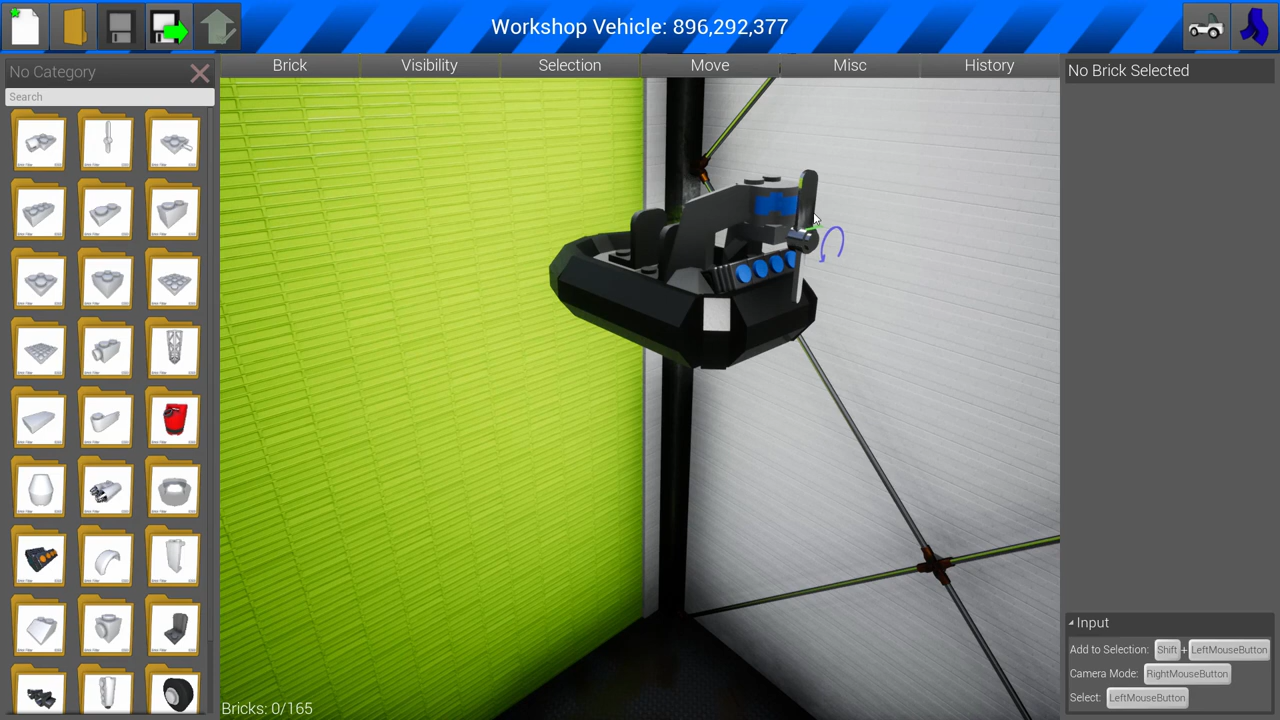 Workshop Vehicle: 896,292,377
No Category
Search
Brick
Visibility
Selection
Move
Misc
History
No Brick Selected
Input
Add to Selection: Shift + LeftMouseButton
Camera Mode: RightMouseButton
Select: LeftMouseButton
Bricks: 0/165